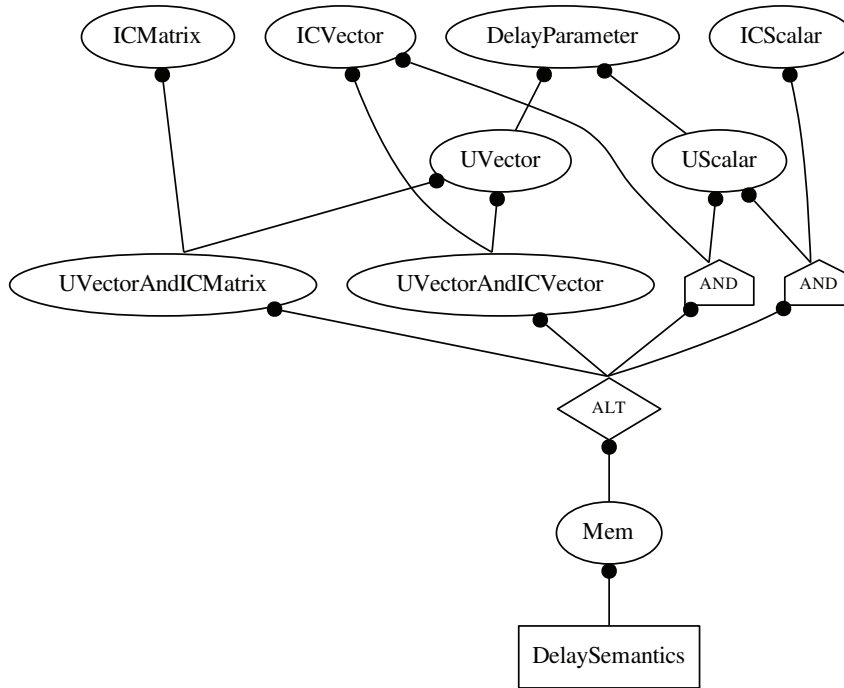 ICMatrix
ICVector
DelayParameter
ICScalar
UVector
UScalar
UVectorAndICMatrix
UVectorAndICVector
AND
AND
ALT
Mem
DelaySemantics